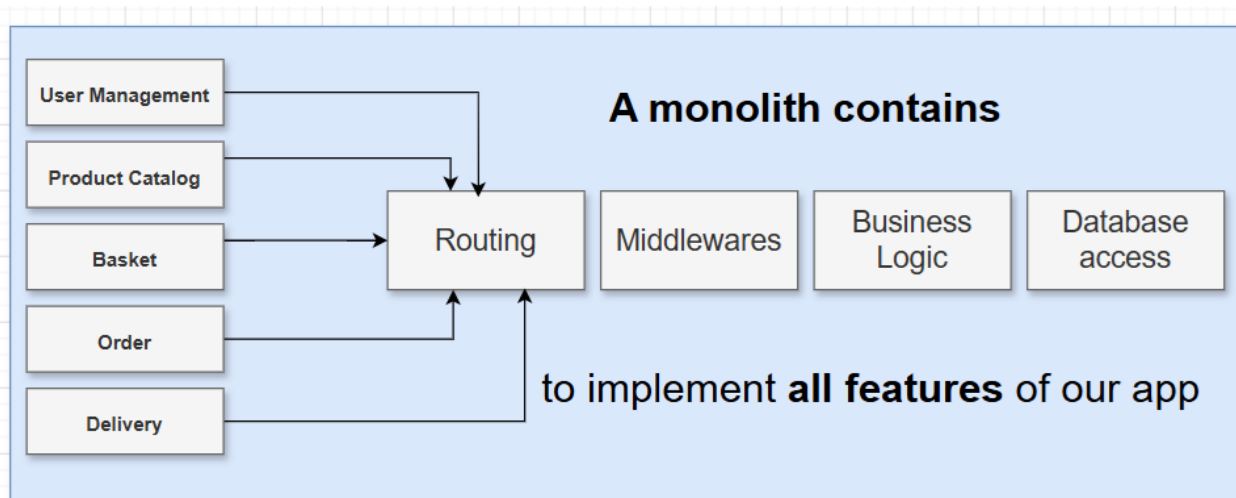 User Management
Product Catalog
Basket
Order
Delivery
A monolith contains
Routing
Middlewares
Business
Logic
Database
access
to implement all features of our app